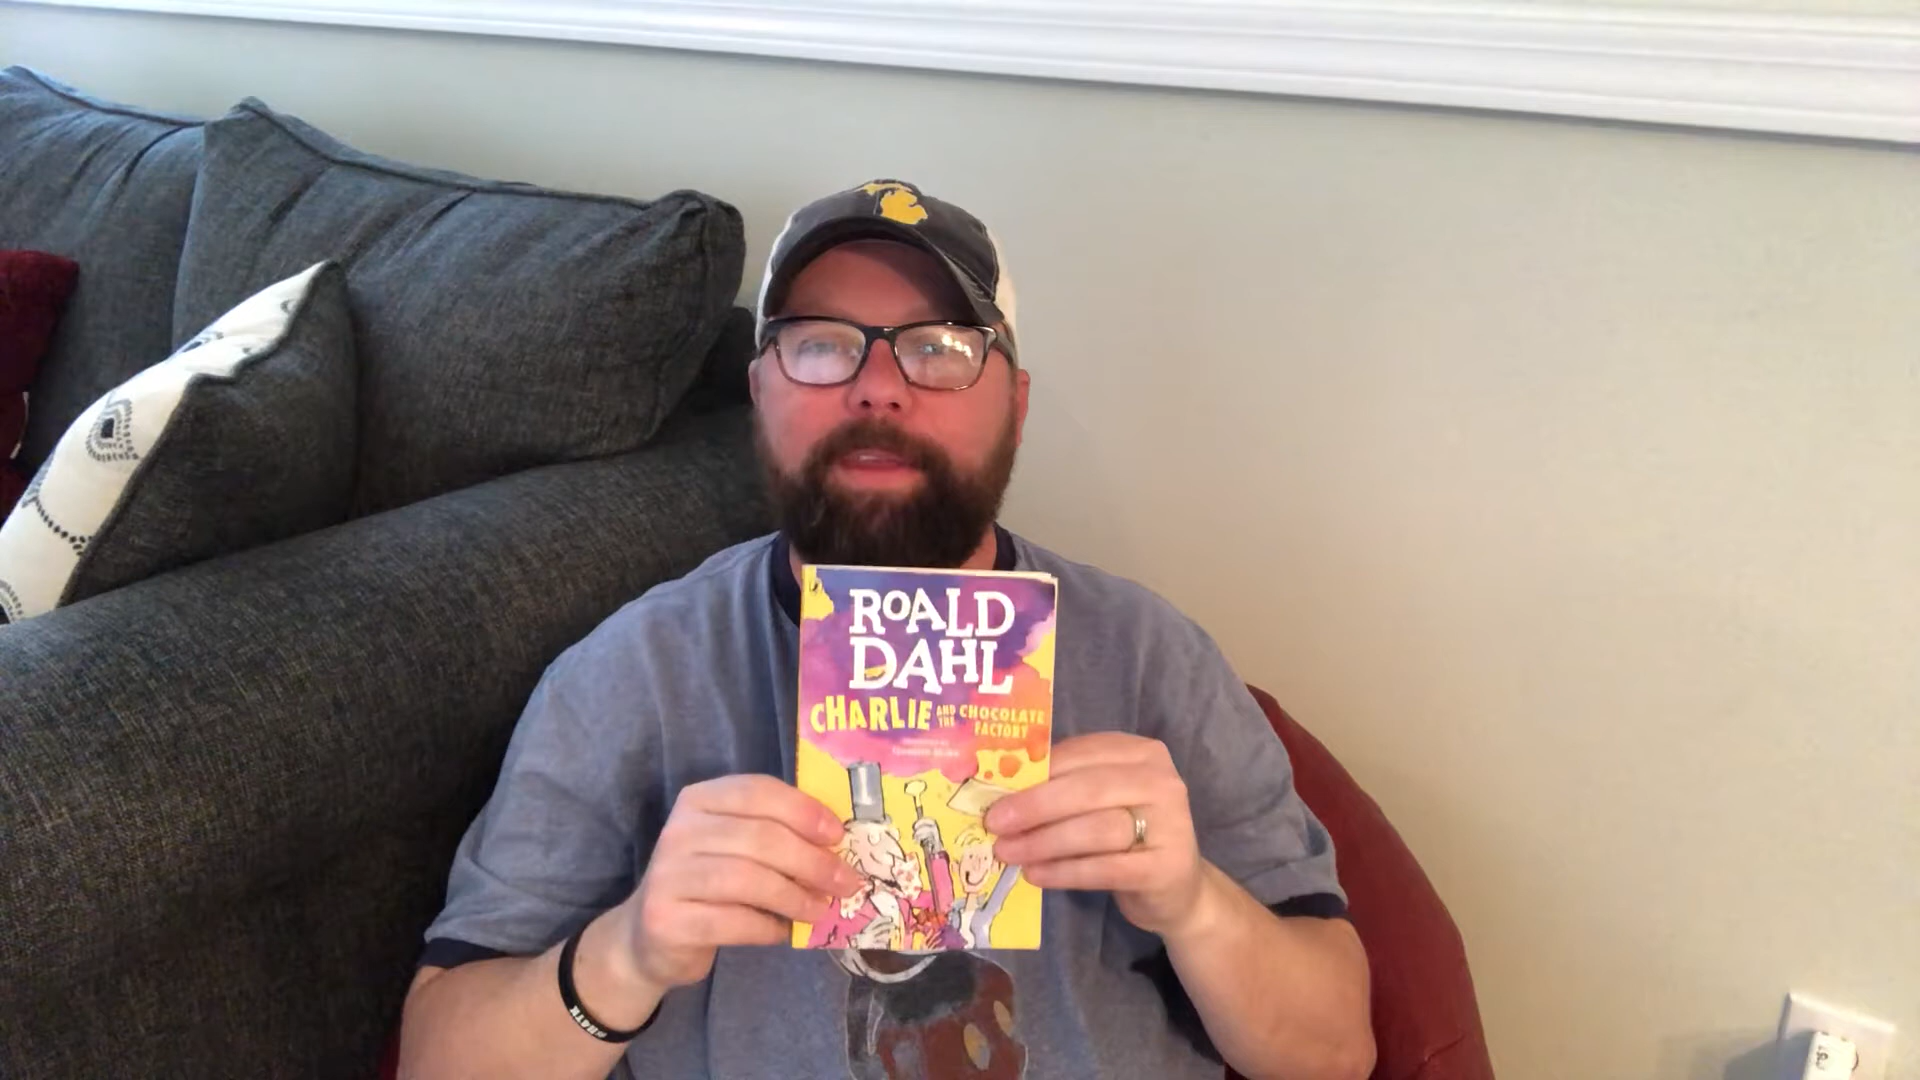 ROALD
DAHL
CHARLIE AND THE CHOCOLATE FACTORY